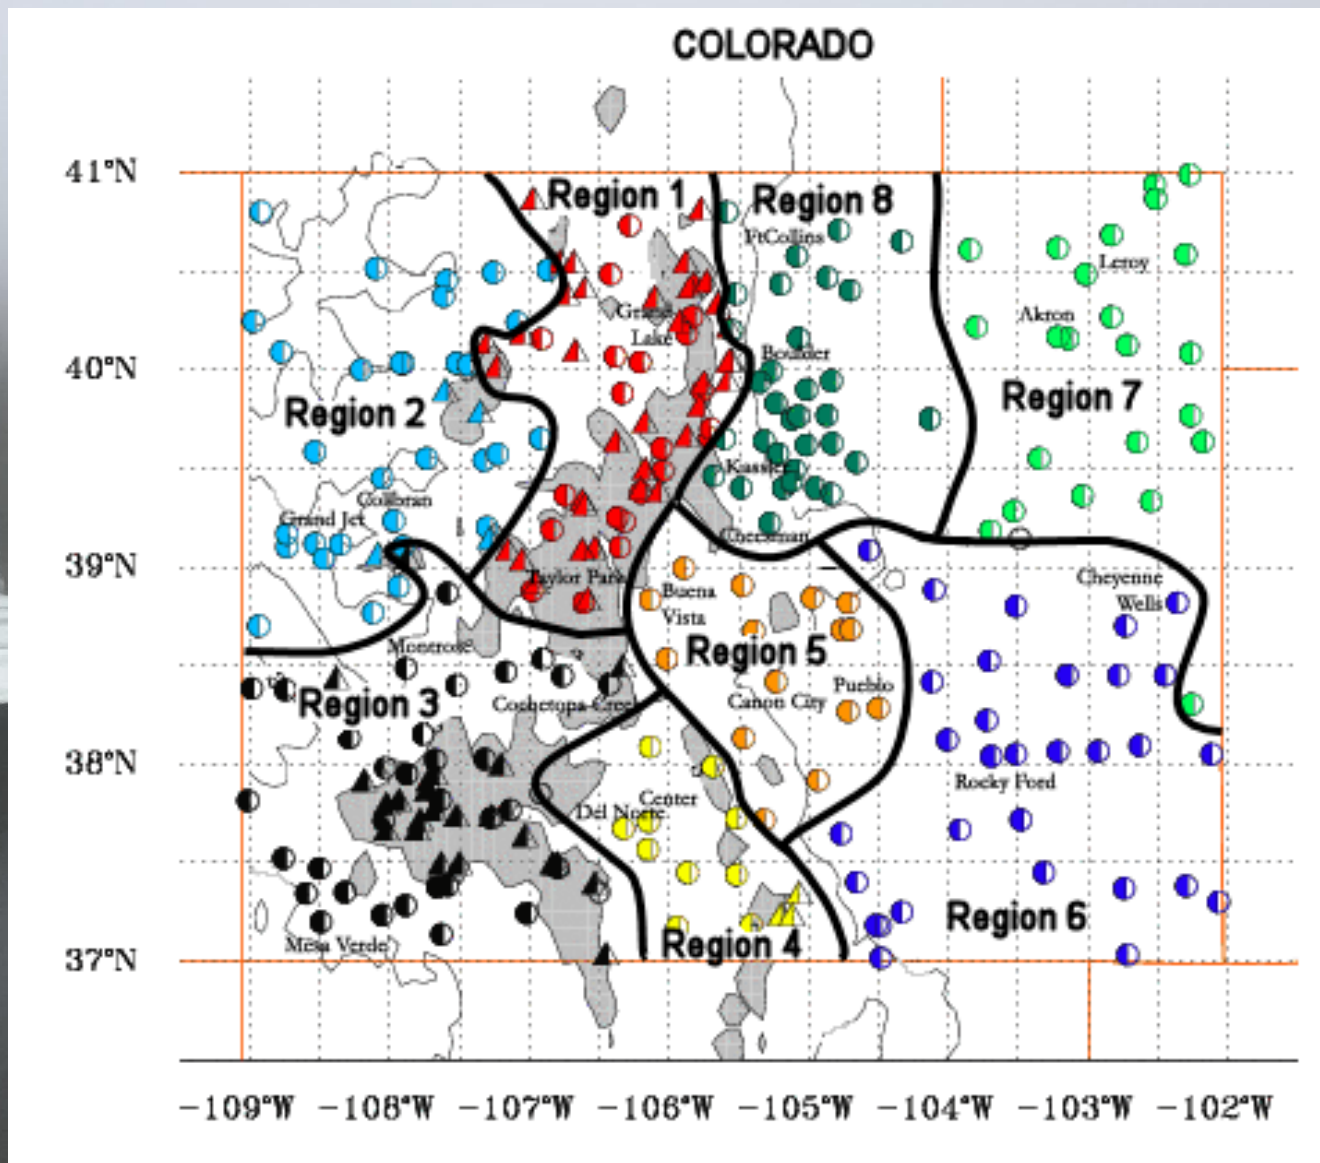 COLORADO
41°N
Region 1
Region 8
FtCollins
Leroy
Grand
Lake
Akron
40°N
Boulder
Region 2
Region 7
Kassler
Collbran
Grand Jct
Cheesman
39°N
Taylor Park
Buena
Vista
Cheyenne
Wells
Montrose
Region 5
Region 3
Cochetopa Creek
Canon City
Pueblo
38°N
Rocky Ford
Center
Del Norte
Region 6
Mesa Verde
Region 4
37°N
-109°W -108°W -107°W -106°W -105°W -104°W -103°W -102°W